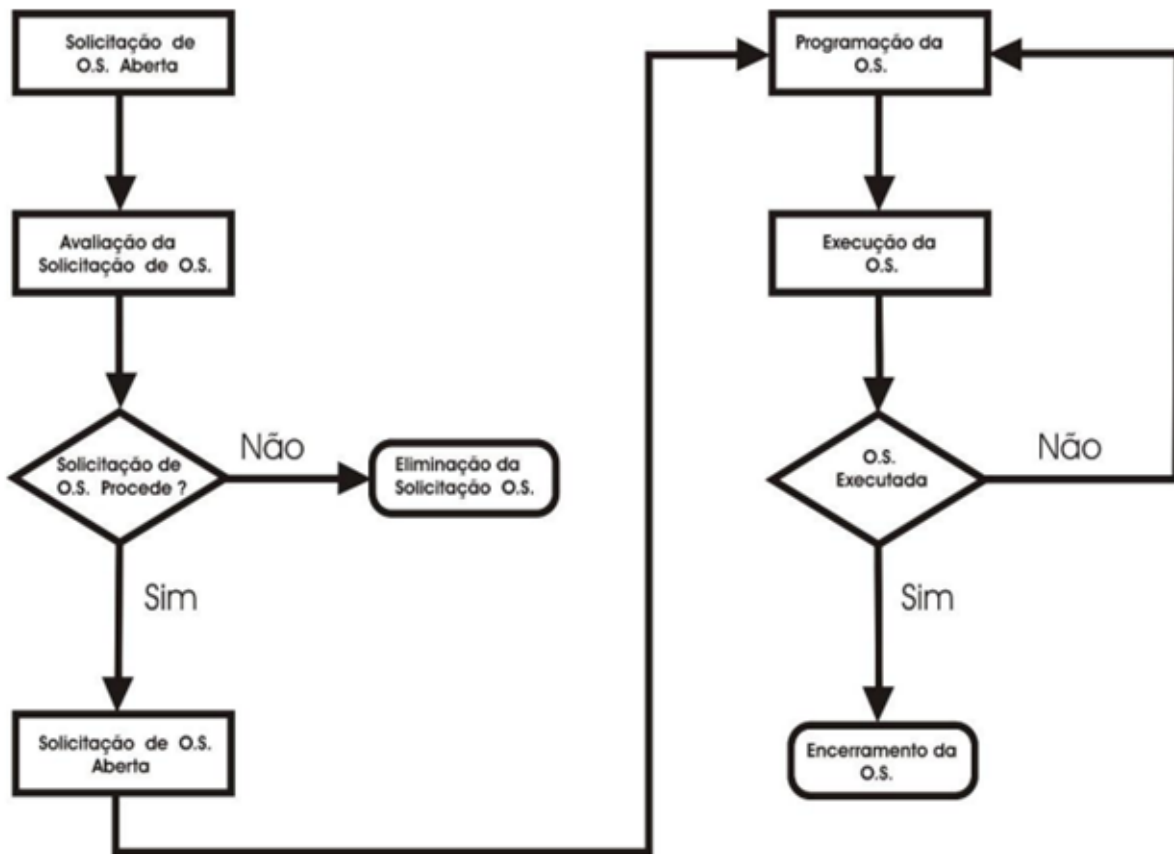 Solicitação de
O.S. Aberta
Avaliação da
Solicitação de O.S.
Solicitação de
O.S. Procede ?
Não
Eliminação da
Solicitação O.S.
Sim
Solicitação de O.S.
Aberta
Programação da
O.S.
Execução da
O.S.
O.S.
Executada
Não
Sim
Encerramento da
O.S.